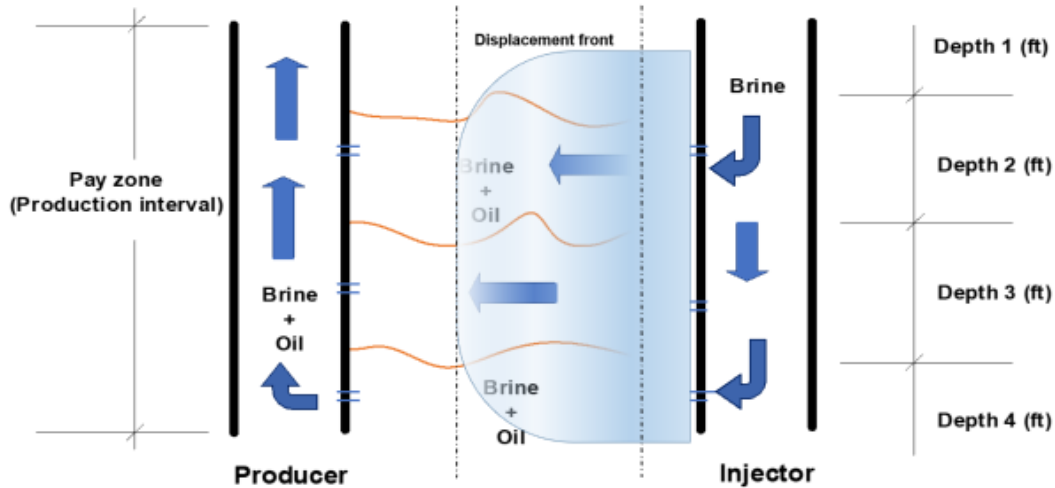 Displacement front
Depth 1 (ft)
Brine
Pay zone
(Production interval)
Brine
+
Oil
Depth 2 (ft)
Brine
+
Oil
Depth 3 (ft)
Brine
+
Oil
Depth 4 (ft)
Producer
Injector